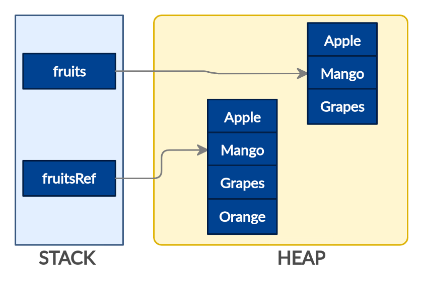 fruits
fruitsRef
STACK
Apple
Mango
Grapes
Apple
Mango
Grapes
Orange
HEAP